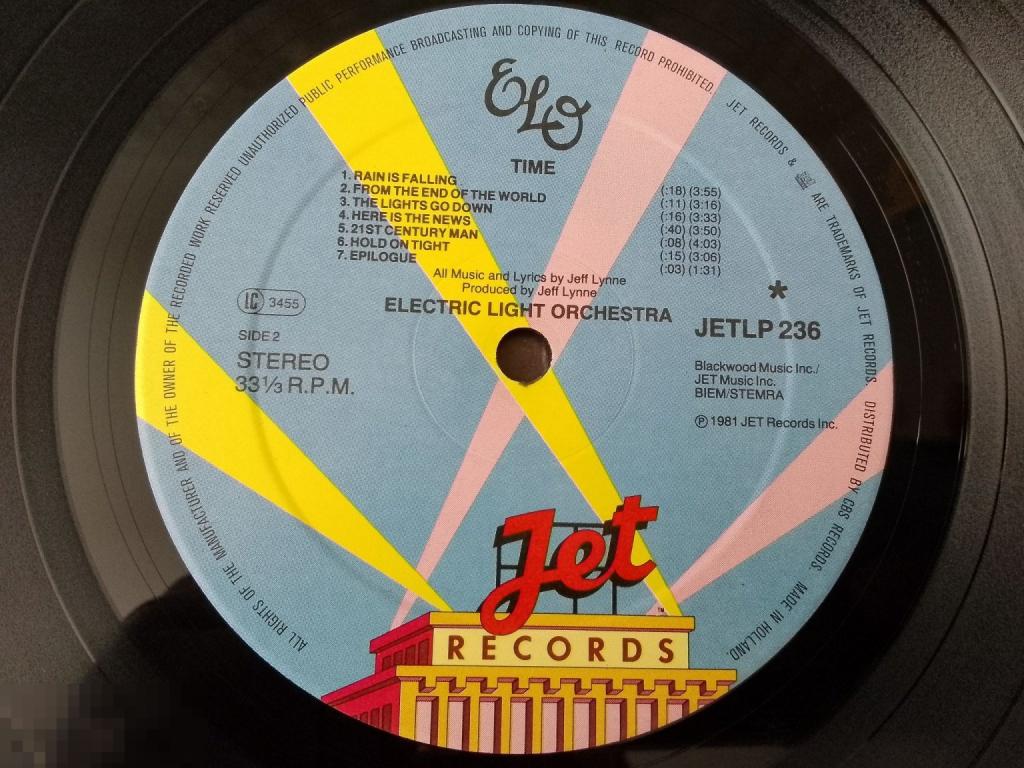 ELO
TIME
1. RAIN IS FALLING (:18) (3:55)
2. FROM THE END OF THE WORLD (:11) (3:16)
3. THE LIGHTS GO DOWN (:16) (3:33)
4. HERE IS THE NEWS (:40) (3:50)
5. 21ST CENTURY MAN (:08) (4:03)
6. HOLD ON TIGHT (:15) (3:06)
7. EPILOGUE (:03) (1:31)
All Music and Lyrics by Jeff Lynne
Produced by Jeff Lynne
ELECTRIC LIGHT ORCHESTRA
LC 3455
SIDE 2
STEREO
33⅓ R.P.M.
*
JETLP 236
Blackwood Music Inc./
JET Music Inc.
BIEM/STEMRA
Ⓟ 1981 JET Records Inc.
Jet
TM
RECORDS
ALL RIGHTS OF THE MANUFACTURER AND OF THE OWNER OF THE RECORDED WORK RESERVED UNAUTHORIZED PUBLIC PERFORMANCE BROADCASTING AND COPYING OF THIS RECORD PROHIBITED. JET RECORDS & ARE TRADEMARKS OF JET RECORDS. DISTRIBUTED BY CBS RECORDS. MADE IN HOLLAND.